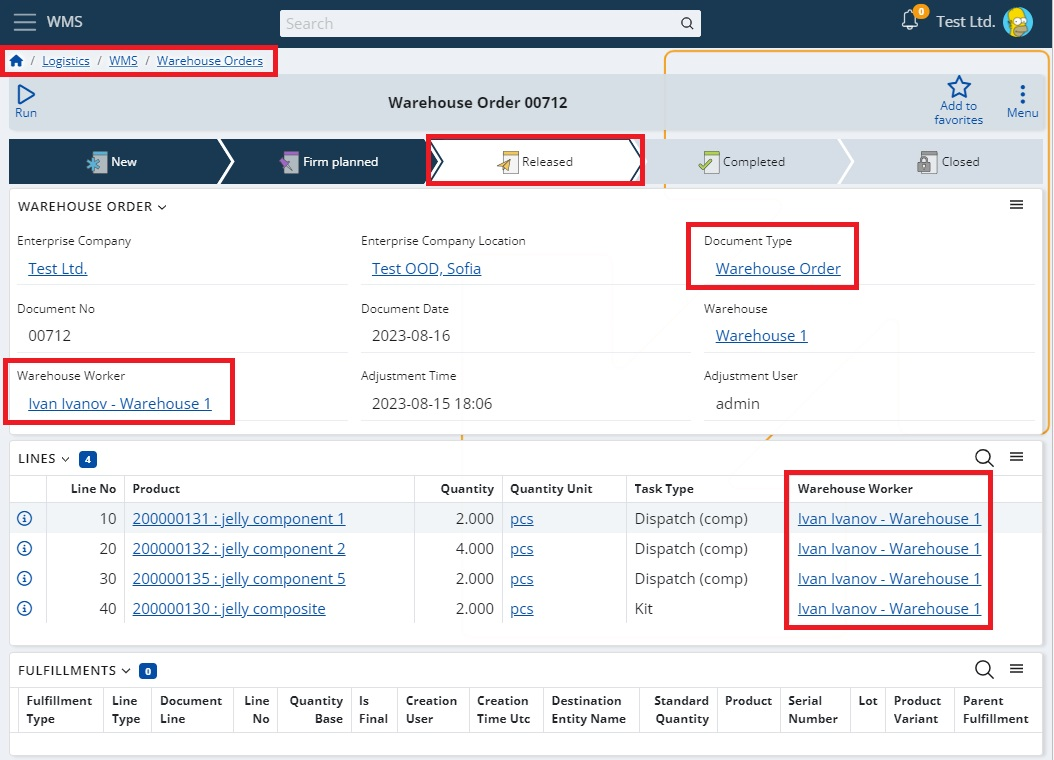 WMS
Search
0
Test Ltd.
/ Logistics / WMS / Warehouse Orders
Run
Warehouse Order 00712
Add to
favorites
Menu
New
Firm planned
Released
Completed
Closed
WAREHOUSE ORDER
Enterprise Company
Enterprise Company Location
Document Type
Test Ltd.
Test OOD, Sofia
Warehouse Order
Document No
Document Date
Warehouse
00712
2023-08-16
Warehouse 1
Warehouse Worker
Adjustment Time
Adjustment User
Ivan Ivanov - Warehouse 1
2023-08-15 18:06
admin
LINES 4
Line No Product Quantity Quantity Unit Task Type Warehouse Worker
10 200000131 : jelly component 1 2.000 pcs Dispatch (comp) Ivan Ivanov - Warehouse 1
20 200000132 : jelly component 2 4.000 pcs Dispatch (comp) Ivan Ivanov - Warehouse 1
30 200000135 : jelly component 5 2.000 pcs Dispatch (comp) Ivan Ivanov - Warehouse 1
40 200000130 : jelly composite 2.000 pcs Kit Ivan Ivanov - Warehouse 1
FULFILLMENTS 0
Fulfillment Line Document Line Quantity Is Creation Creation Destination Standard Product Serial Lot Product Parent
Type Type Line No Base Final User Time Utc Entity Name Quantity Number Variant Fulfillment